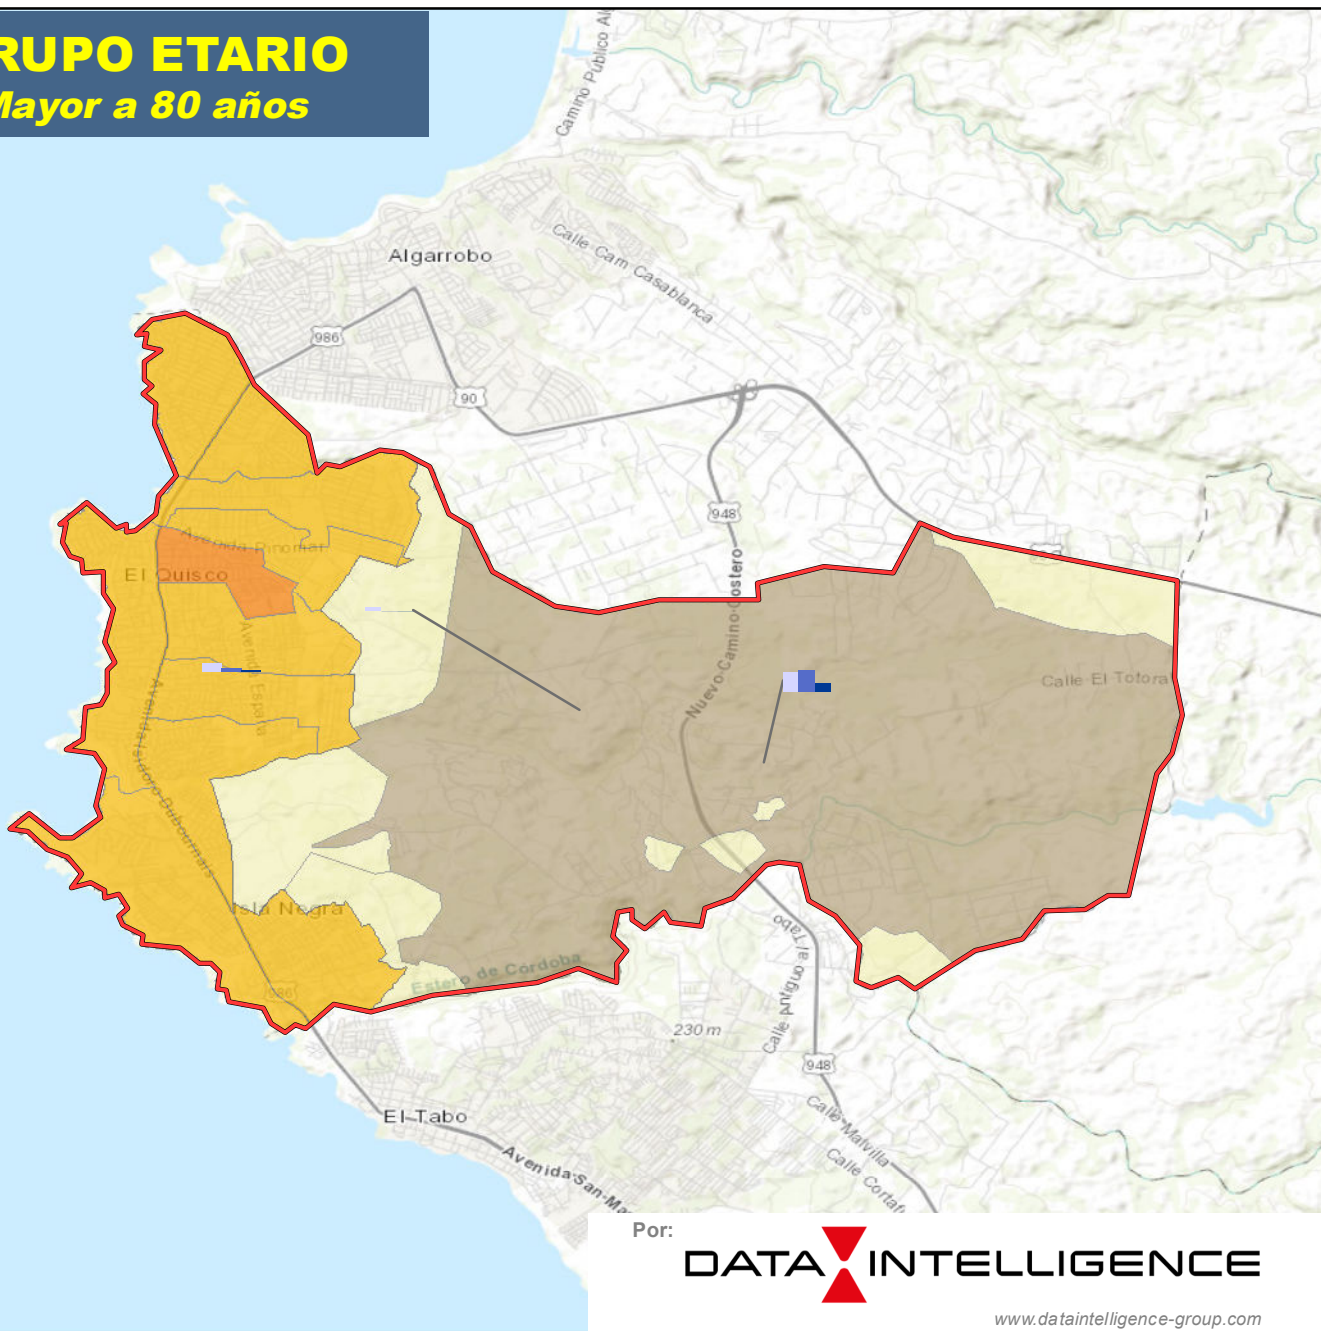 RUPO ETARIO
Mayor a 80 años
Camino Público Al
Algarrobo
Calle Cam Casablanca
986
90
948
Avenida Pinomar
El Quisco
Nuevo Camino Costero
Avenida España
Calle El Totoral
Avenida Isidoro Dubournais
Isla Negra
Estero de Córdoba
986
Calle Antiguo al Tabo
230 m
948
El Tabo
Calle Malvilla
Avenida San Ma
Calle Cortaf
Por:
DATA INTELLIGENCE
www.dataintelligence-group.com